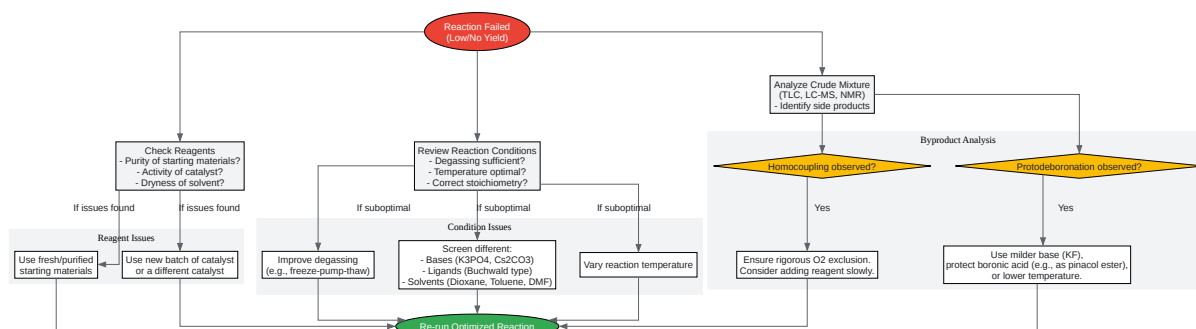 Reaction Failed
(Low/No Yield)
Analyze Crude Mixture
(TLC, LC-MS, NMR)
- Identify side products
Check Reagents
- Purity of starting materials?
- Activity of catalyst?
- Dryness of solvent?
Review Reaction Conditions
- Degassing sufficient?
- Temperature optimal?
- Correct stoichiometry?
Byproduct Analysis
Homocoupling observed?
Protodeboronation observed?
If issues found
If issues found
If suboptimal
If suboptimal
If suboptimal
Yes
Yes
Reagent Issues
Use fresh/purified
starting materials
Use new batch of catalyst
or a different catalyst
Condition Issues
Improve degassing
(e.g., freeze-pump-thaw)
Screen different:
- Bases (K3PO4, Cs2CO3)
- Ligands (Buchwald type)
- Solvents (Dioxane, Toluene, DMF)
Vary reaction temperature
Ensure rigorous O2 exclusion.
Consider adding reagent slowly.
Use milder base (KF),
protect boronic acid (e.g., as pinacol ester),
or lower temperature.
Re-run Optimized Reaction